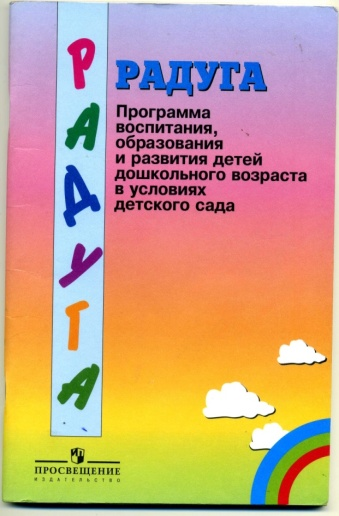 РАДУГА
РАДУГА
Программа
воспитания,
образования
и развития детей
дошкольного возраста
в условиях
детского сада
ПРОСВЕЩЕНИЕ
ИЗДАТЕЛЬСТВО